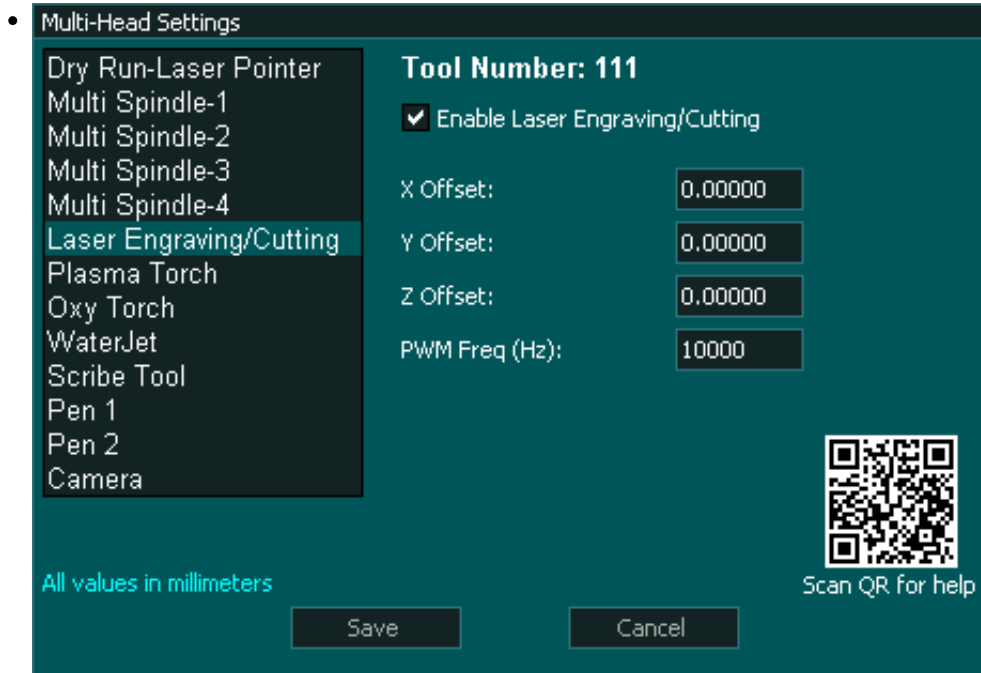 Multi-Head Settings
Dry Run-Laser Pointer
Multi Spindle-1
Multi Spindle-2
Multi Spindle-3
Multi Spindle-4
Laser Engraving/Cutting
Plasma Torch
Oxy Torch
WaterJet
Scribe Tool
Pen 1
Pen 2
Camera
Tool Number: 111
Enable Laser Engraving/Cutting
X Offset: 0.00000
Y Offset: 0.00000
Z Offset: 0.00000
PWM Freq (Hz): 10000
Scan QR for help
All values in millimeters
Save Cancel